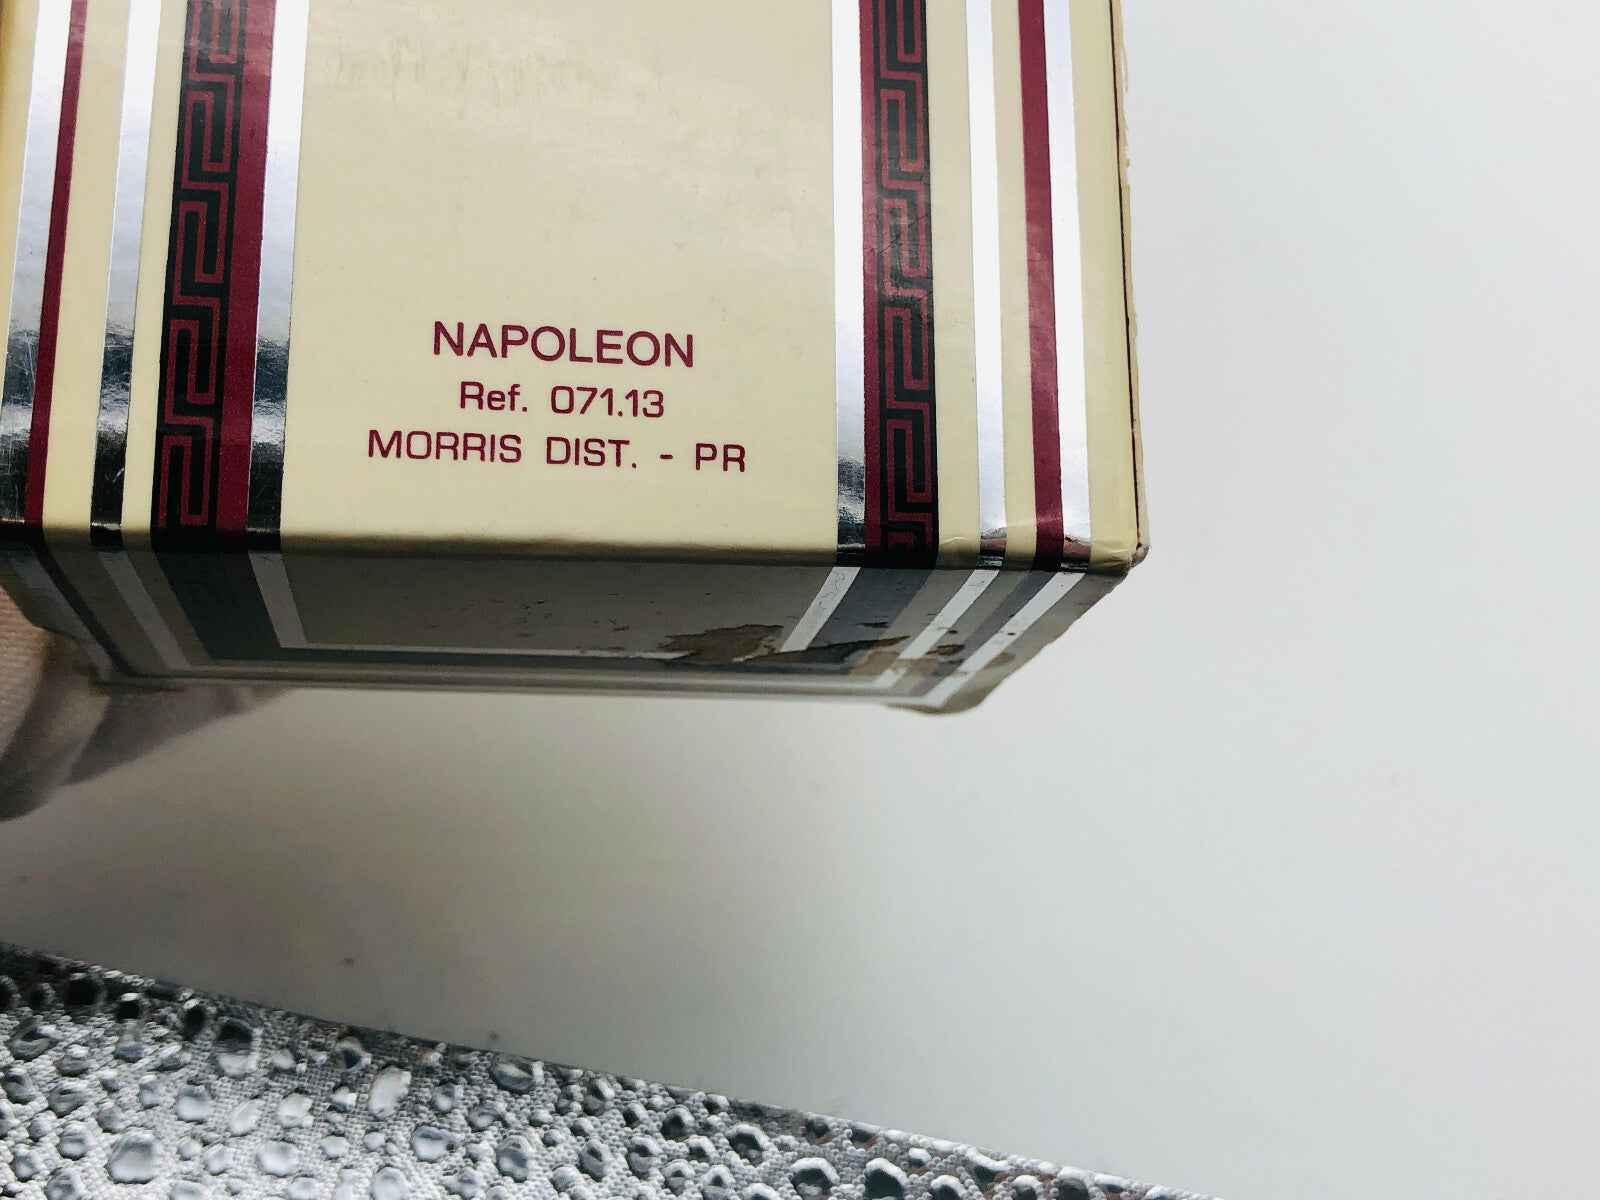 NAPOLEON
Ref. 071.13
MORRIS DIST. - PR